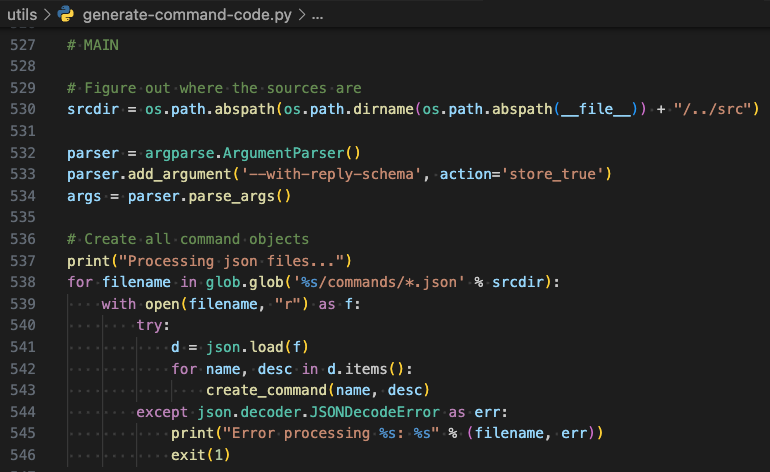 utils > generate-command-code.py > ...
527 # MAIN
528
529 # Figure out where the sources are
530 srcdir = os.path.abspath(os.path.dirname(os.path.abspath(__file__)) + "/../src")
531
532 parser = argparse.ArgumentParser()
533 parser.add_argument('--with-reply-schema', action='store_true')
534 args = parser.parse_args()
535
536 # Create all command objects
537 print("Processing json files...")
538 for filename in glob.glob('%s/commands/*.json' % srcdir):
539     with open(filename, "r") as f:
540         try:
541             d = json.load(f)
542             for name, desc in d.items():
543                 create_command(name, desc)
544         except json.decoder.JSONDecodeError as err:
545             print("Error processing %s: %s" % (filename, err))
546             exit(1)